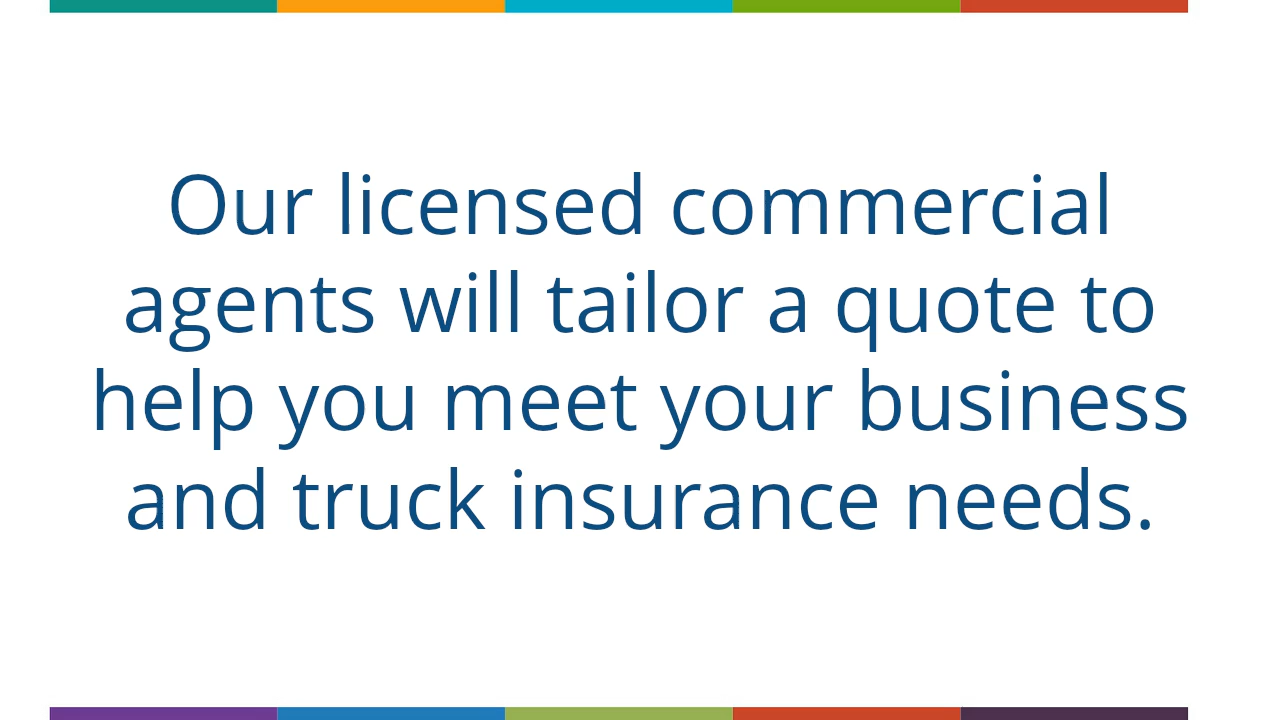 Our licensed commercial
agents will tailor a quote to
help you meet your business
and truck insurance needs.